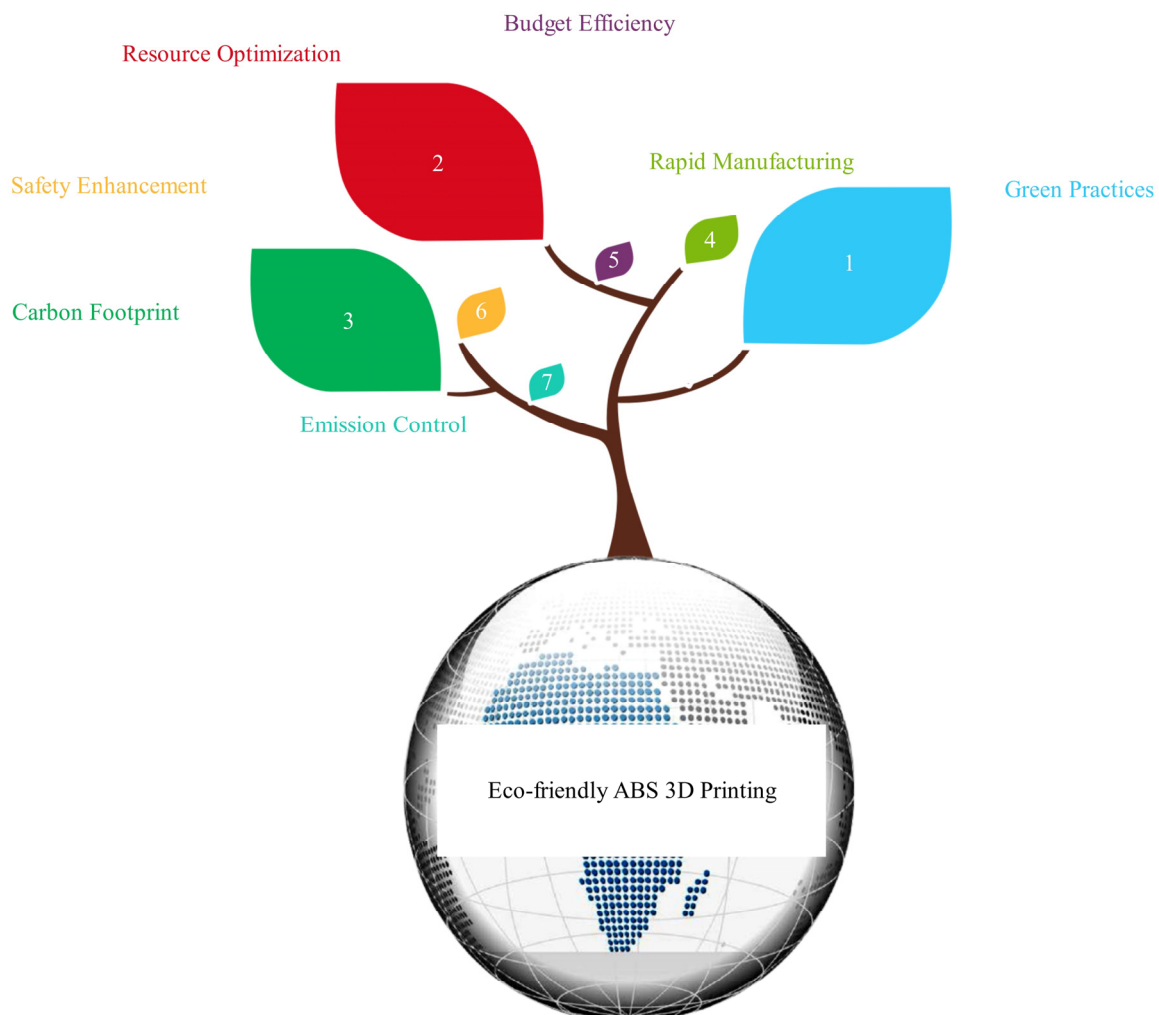 Budget Efficiency
Resource Optimization
2
Rapid Manufacturing
Safety Enhancement
Green Practices
4
5
1
6
3
Carbon Footprint
7
Emission Control
Eco-friendly ABS 3D Printing